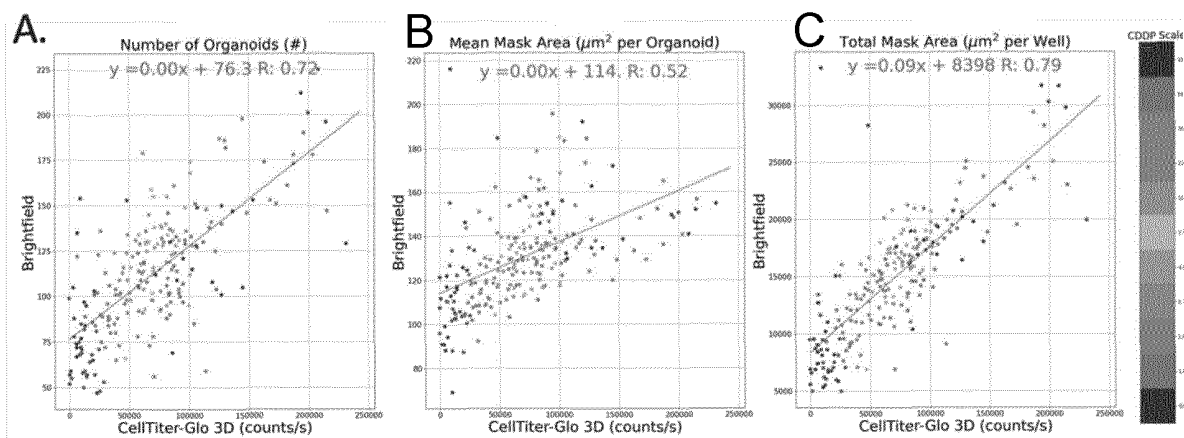 A.
Number of Organoids (#)
y =0.00x + 76.3 R: 0.72
225
200
175
150
125
100
75
50
Brightfield
0 50000 100000 150000 200000 250000
CellTiter-Glo 3D (counts/s)
B
Mean Mask Area (μm² per Organoid)
y =0.00x + 114. R: 0.52
220
200
180
160
140
120
100
80
Brightfield
0 50000 100000 150000 200000 250000
CellTiter-Glo 3D (counts/s)
C
Total Mask Area (μm² per Well)
y =0.09x + 8398 R: 0.79
30000
25000
20000
15000
10000
5000
Brightfield
0 50000 100000 150000 200000 250000
CellTiter-Glo 3D (counts/s)
CDDP Scale